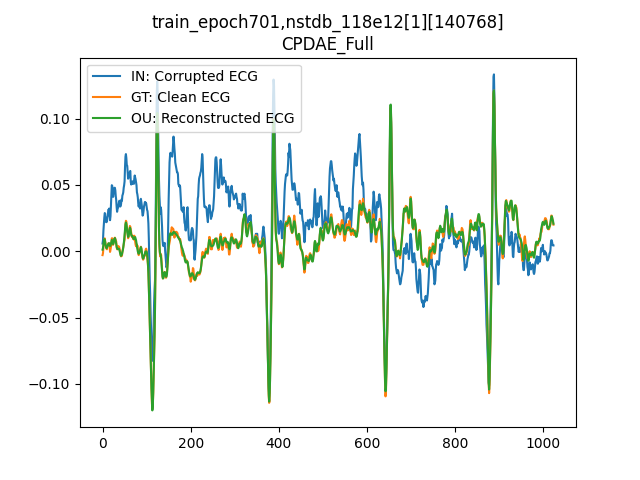 train_epoch701,nstdb_118e12[1][140768]
CPDAE_Full
IN: Corrupted ECG
GT: Clean ECG
OU: Reconstructed ECG
0.10
0.05
0.00
−0.05
−0.10
0 200 400 600 800 1000